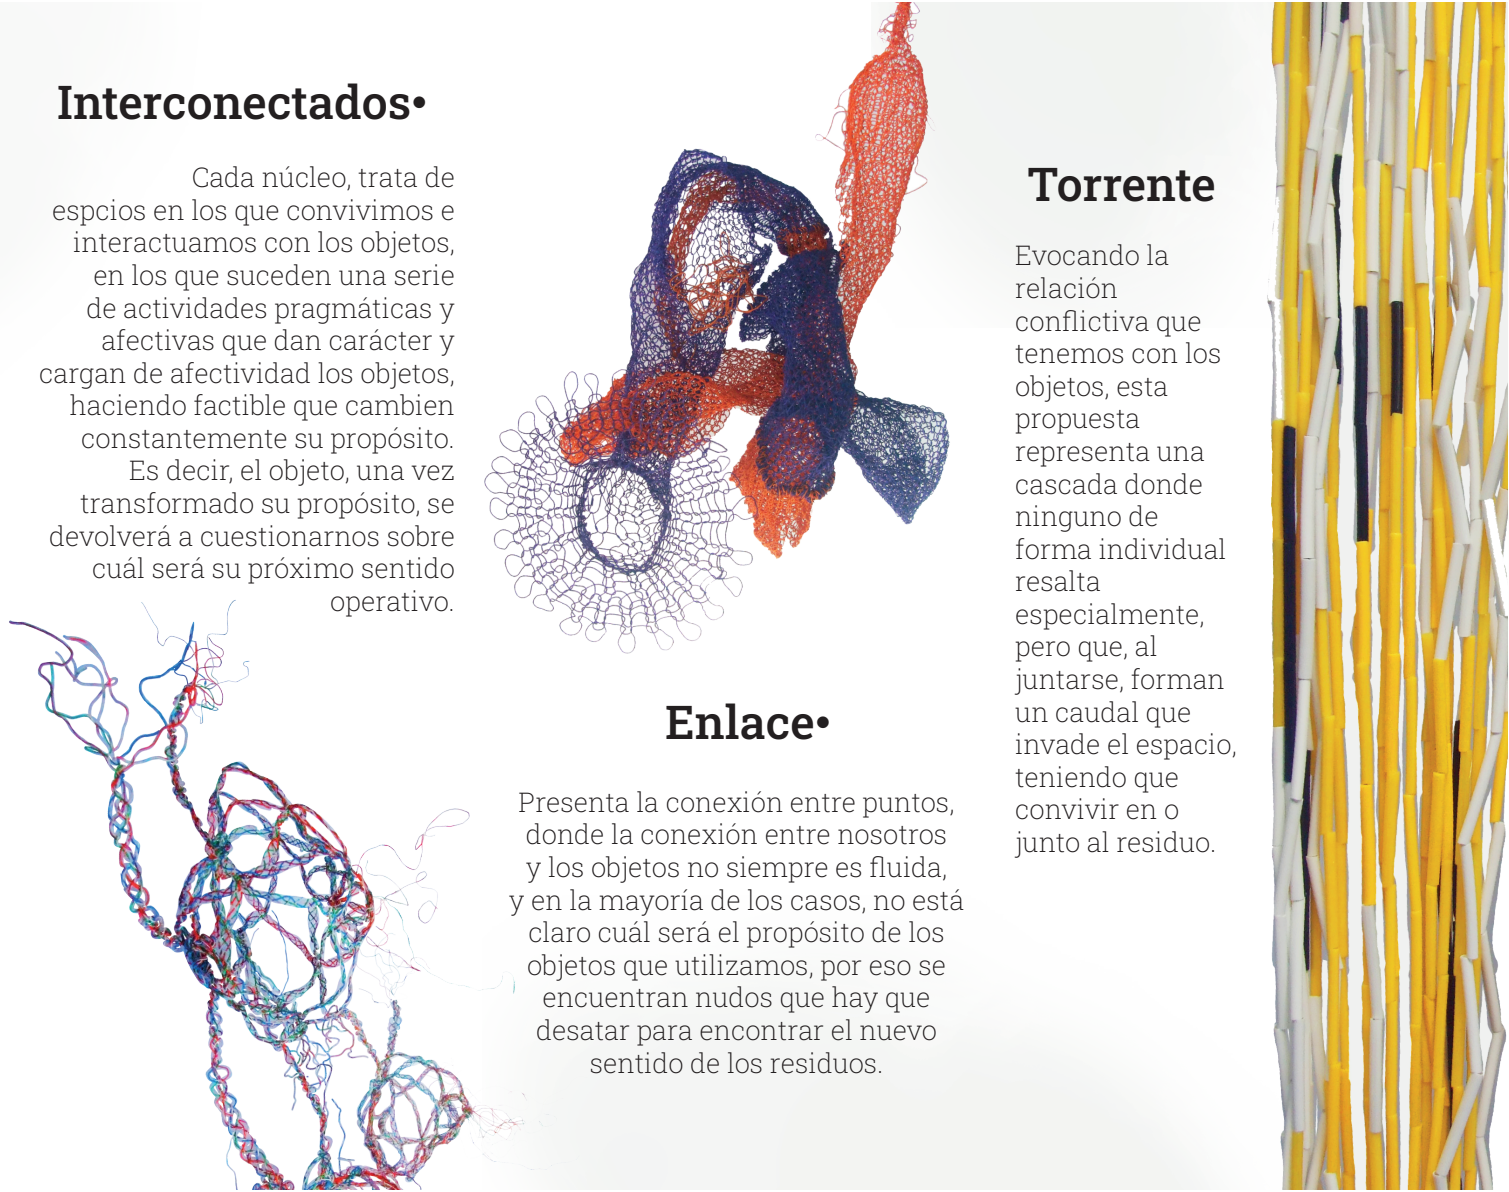 Interconectados•
Cada núcleo, trata de
espcios en los que convivimos e
interactuamos con los objetos,
en los que suceden una serie
de actividades pragmáticas y
afectivas que dan carácter y
cargan de afectividad los objetos,
haciendo factible que cambien
constantemente su propósito.
Es decir, el objeto, una vez
transformado su propósito, se
devolverá a cuestionarnos sobre
cuál será su próximo sentido
operativo.
Enlace•
Presenta la conexión entre puntos,
donde la conexión entre nosotros
y los objetos no siempre es fluida,
y en la mayoría de los casos, no está
claro cuál será el propósito de los
objetos que utilizamos, por eso se
encuentran nudos que hay que
desatar para encontrar el nuevo
sentido de los residuos.
Torrente
Evocando la
relación
conflictiva que
tenemos con los
objetos, esta
propuesta
representa una
cascada donde
ninguno de
forma individual
resalta
especialmente,
pero que, al
juntarse, forman
un caudal que
invade el espacio,
teniendo que
convivir en o
junto al residuo.